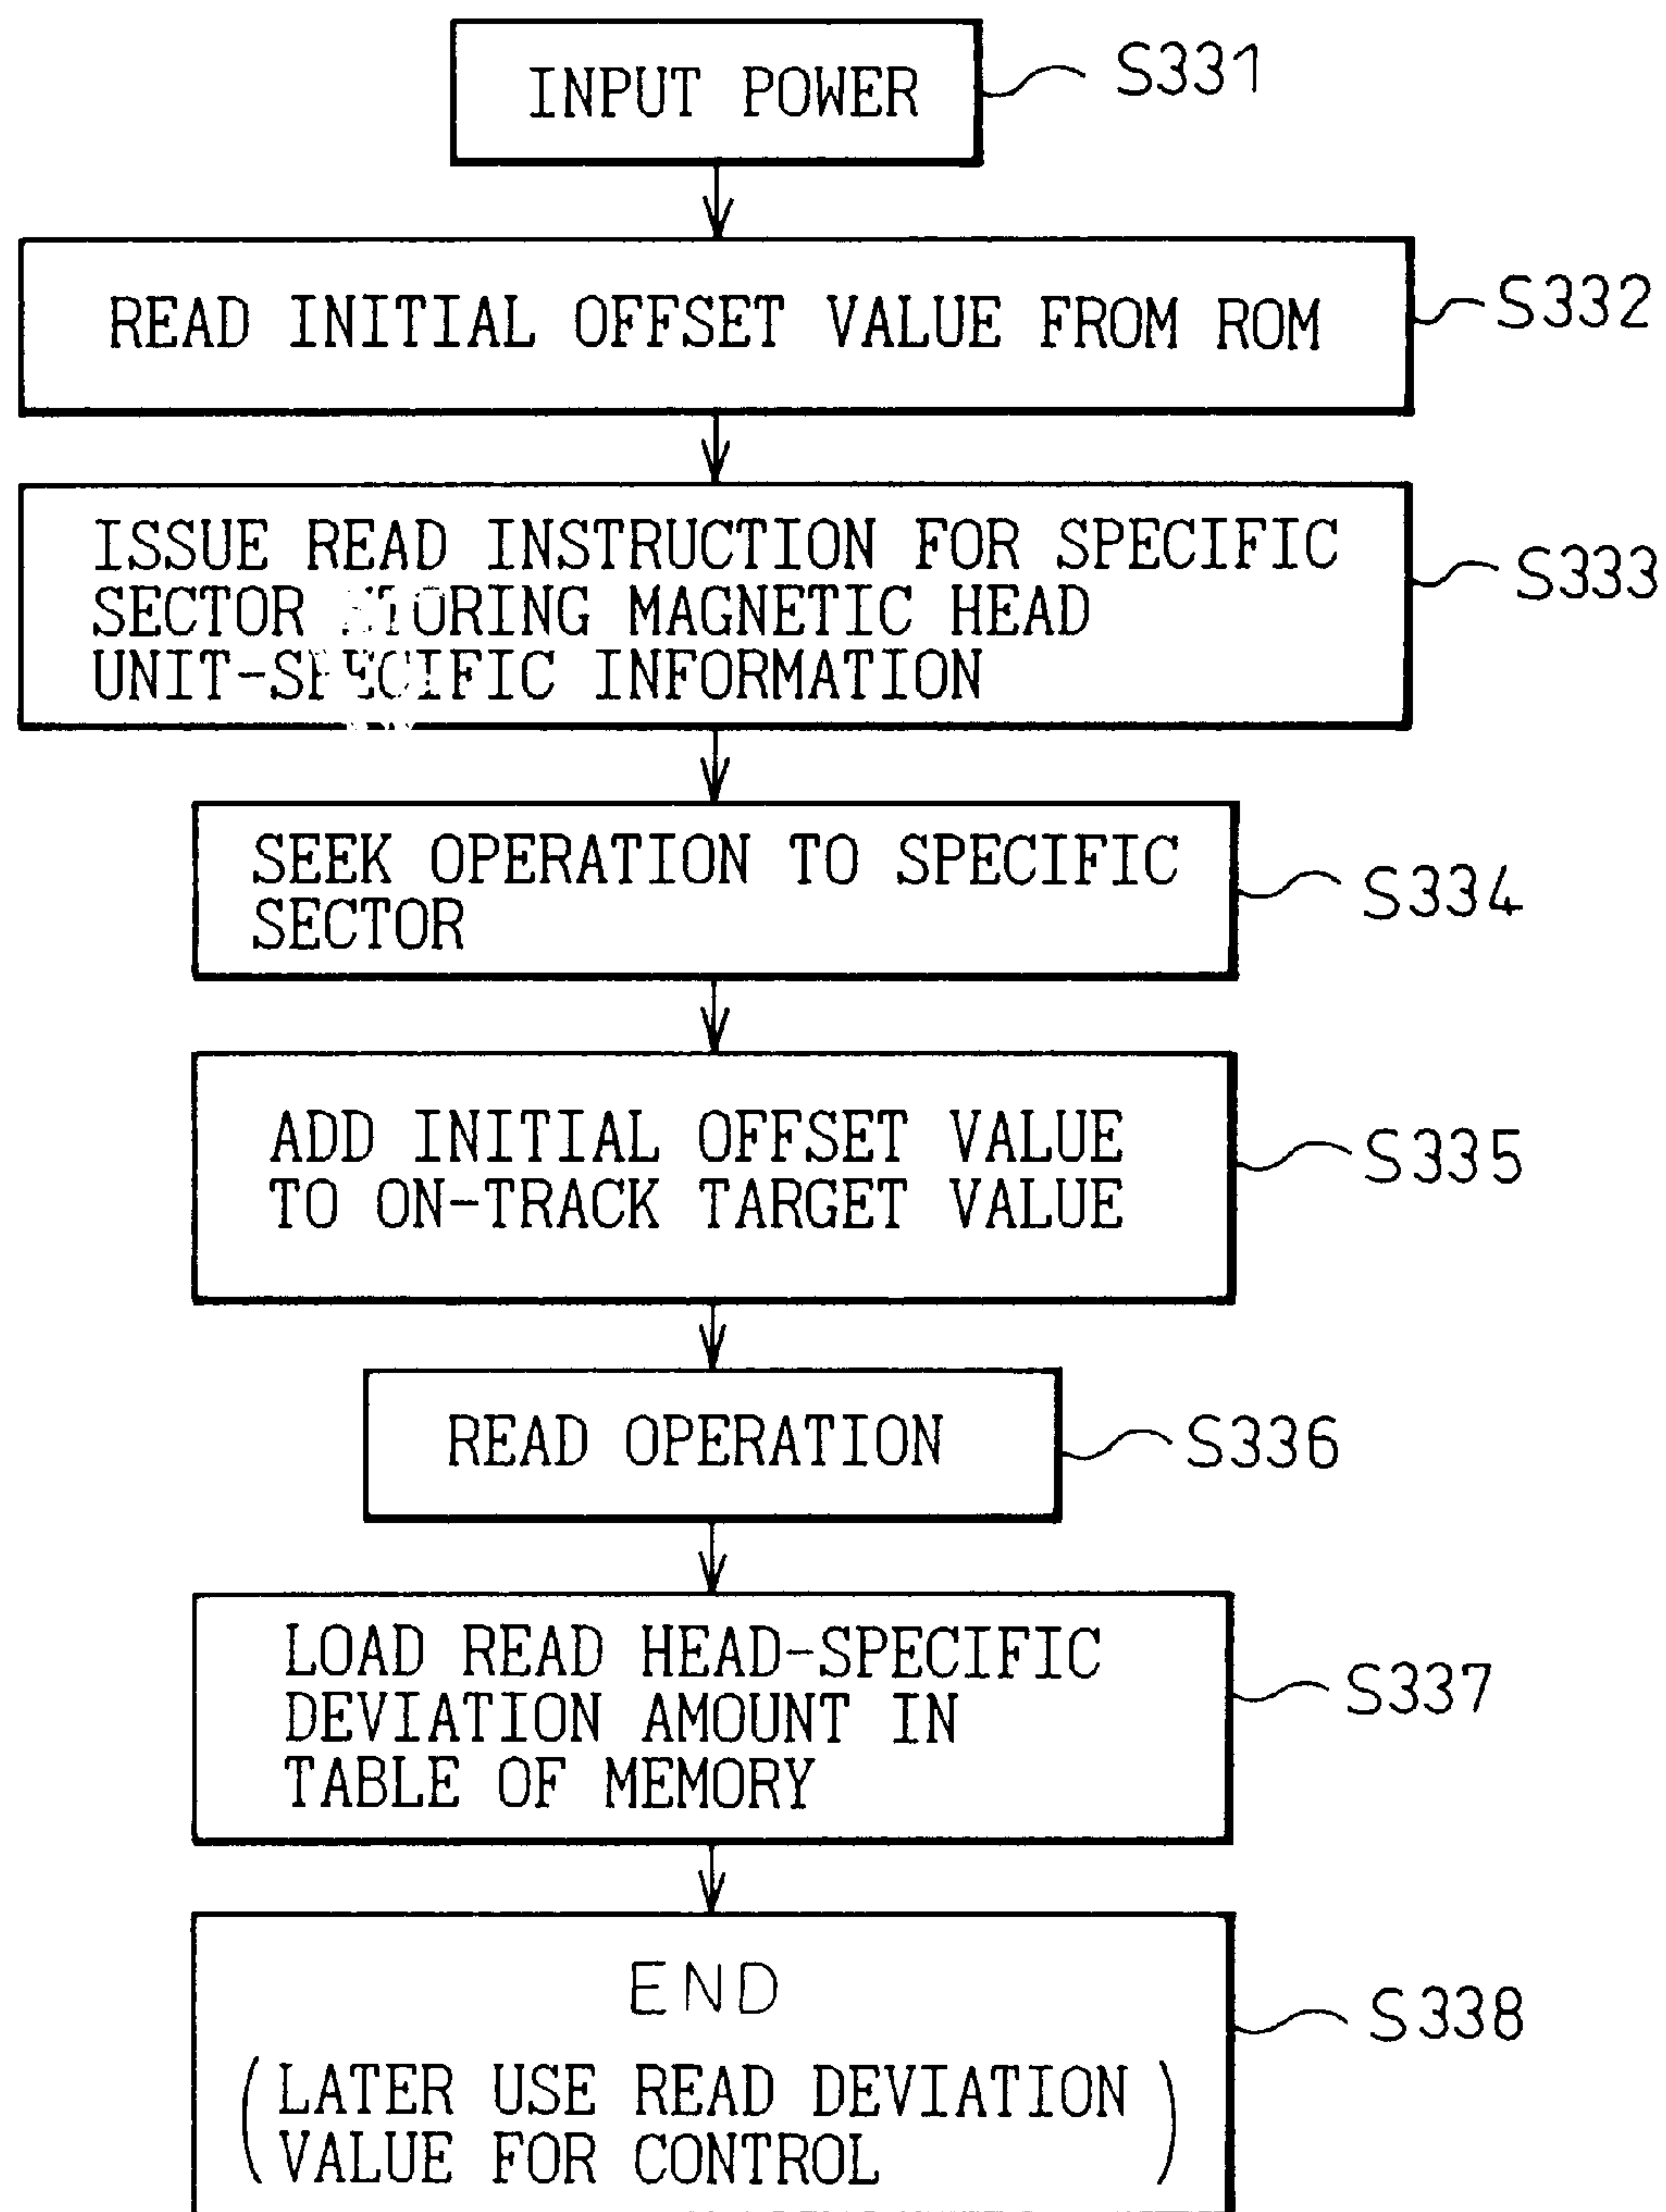 INPUT POWER
S331
READ INITIAL OFFSET VALUE FROM ROM
S332
ISSUE READ INSTRUCTION FOR SPECIFIC
SECTOR STORING MAGNETIC HEAD
UNIT-SPECIFIC INFORMATION
S333
SEEK OPERATION TO SPECIFIC
SECTOR
S334
ADD INITIAL OFFSET VALUE
TO ON-TRACK TARGET VALUE
S335
READ OPERATION
S336
LOAD READ HEAD-SPECIFIC
DEVIATION AMOUNT IN
TABLE OF MEMORY
S337
END
(LATER USE READ DEVIATION
VALUE FOR CONTROL)
S338